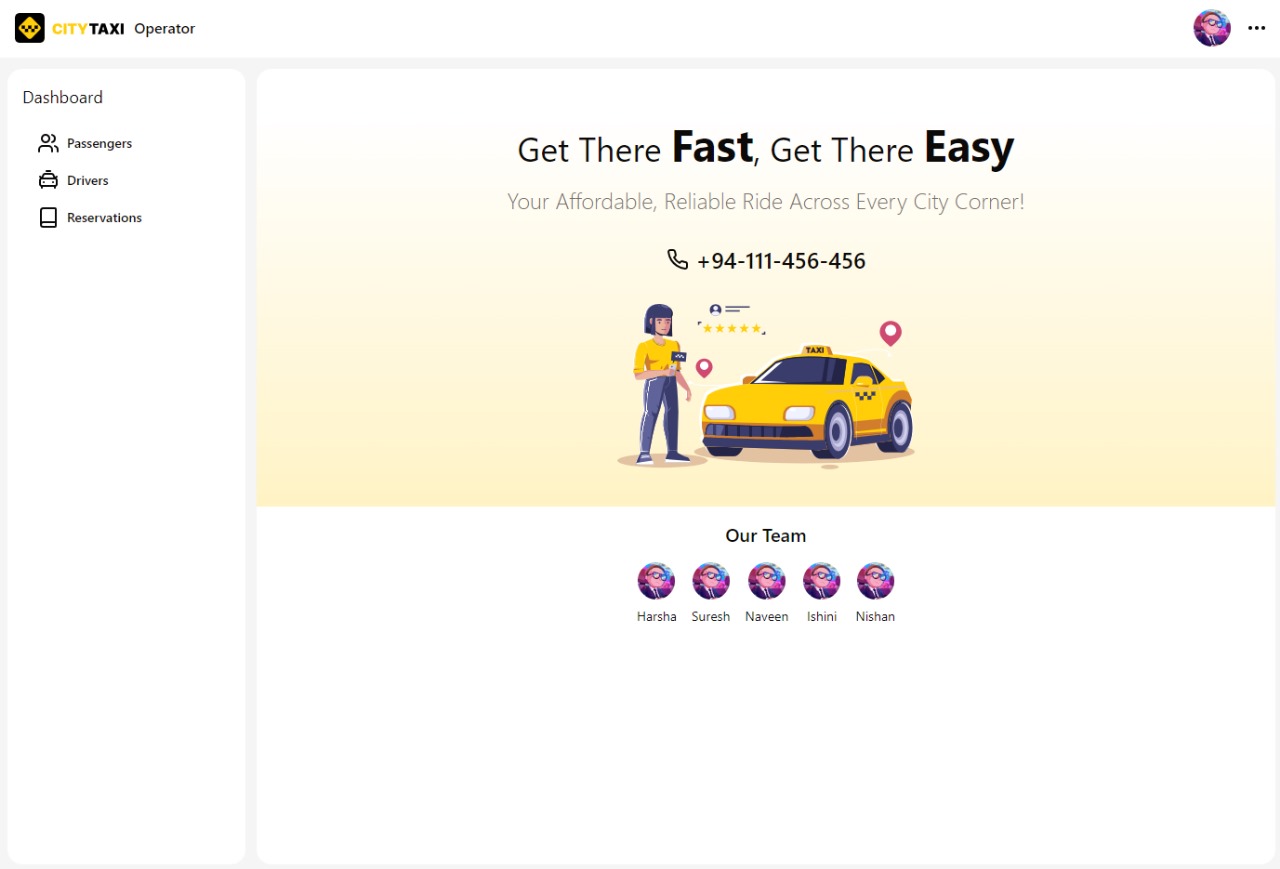 CITYTAXI Operator
Dashboard
Passengers
Drivers
Reservations
Get There Fast, Get There Easy
Your Affordable, Reliable Ride Across Every City Corner!
+94-111-456-456
TAXI
Our Team
Harsha Suresh Naveen Ishini Nishan